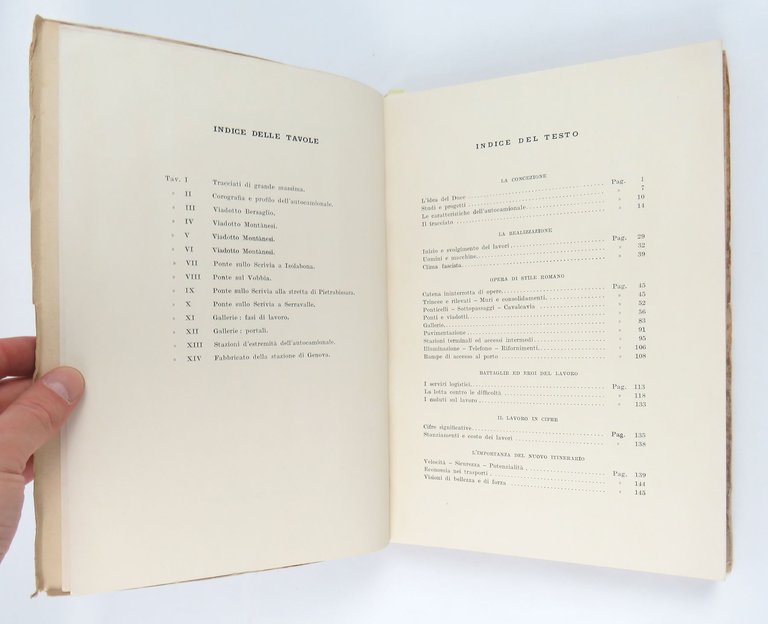 INDICE DELLE TAVOLE
Tav. I Tracciati di grande massima.
» II Corografia e profilo dell'autocamionale.
» III Viadotto Bersaglio.
» IV Viadotto Montànesi.
» V Viadotto Montànesi.
» VI Viadotto Montànesi.
» VII Ponte sullo Scrivia a Isolabona.
» VIII Ponte sul Vobbia.
» IX Ponte sullo Scrivia alla stretta di Pietrabissara.
» X Ponte sullo Scrivia a Serravalle.
» XI Gallerie: fasi di lavoro.
» XII Gallerie: portali.
» XIII Stazioni d'estremità dell'autocamionale.
» XIV Fabbricato della stazione di Genova.
INDICE DEL TESTO
LA CONCEZIONE
L'idea del Duce Pag. 1
Studi e progetti » 7
Le caratteristiche dell'autocamionale » 10
Il tracciato » 14
LA REALIZZAZIONE
Inizio e svolgimento dei lavori Pag. 29
Uomini e macchine » 32
Clima fascista » 39
OPERA DI STILE ROMANO
Catena ininterrotta di opere Pag. 45
Trincee e rilevati - Muri e consolidamenti » 45
Ponticelli - Sottopassaggi - Cavalcavia » 52
Ponti e viadotti » 56
Gallerie » 83
Pavimentazione » 91
Stazioni terminali ed accessi intermedi » 95
Illuminazione - Telefono - Rifornimenti » 106
Rampe di accesso al porto » 108
BATTAGLIE ED EROI DEL LAVORO
I servizi logistici Pag. 113
La lotta contro le difficoltà » 118
I caduti sul lavoro » 133
IL LAVORO IN CIFRE
Cifre significative Pag. 135
Stanziamenti e costo dei lavori » 138
L'IMPORTANZA DEL NUOVO ITINERARIO
Velocità - Sicurezza - Potenzialità Pag. 139
Economia nei trasporti » 144
Visioni di bellezza e di forza » 145